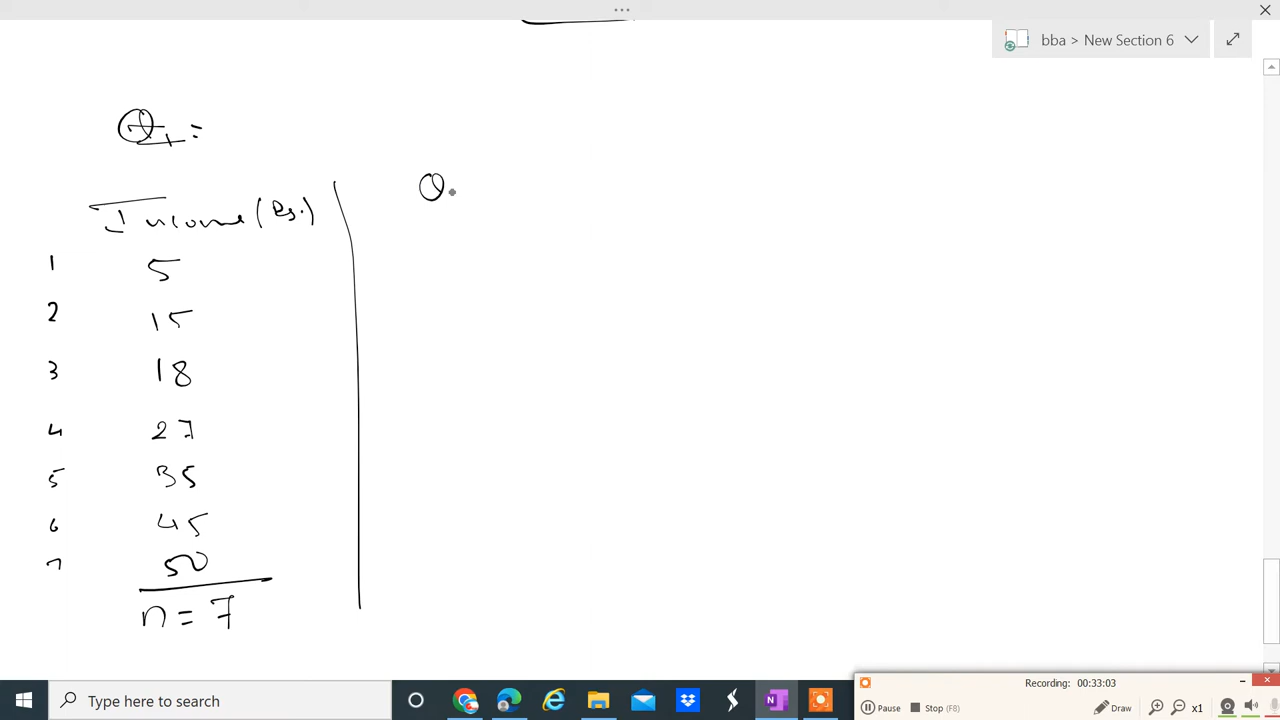 bba > New Section 6
Q1 =
Income (Rs.)
Q
1 5
2 15
3 18
4 27
5 35
6 45
7 50
n = 7
Recording: 00:33:03
Type here to search
Pause
Stop (F8)
x1
Draw